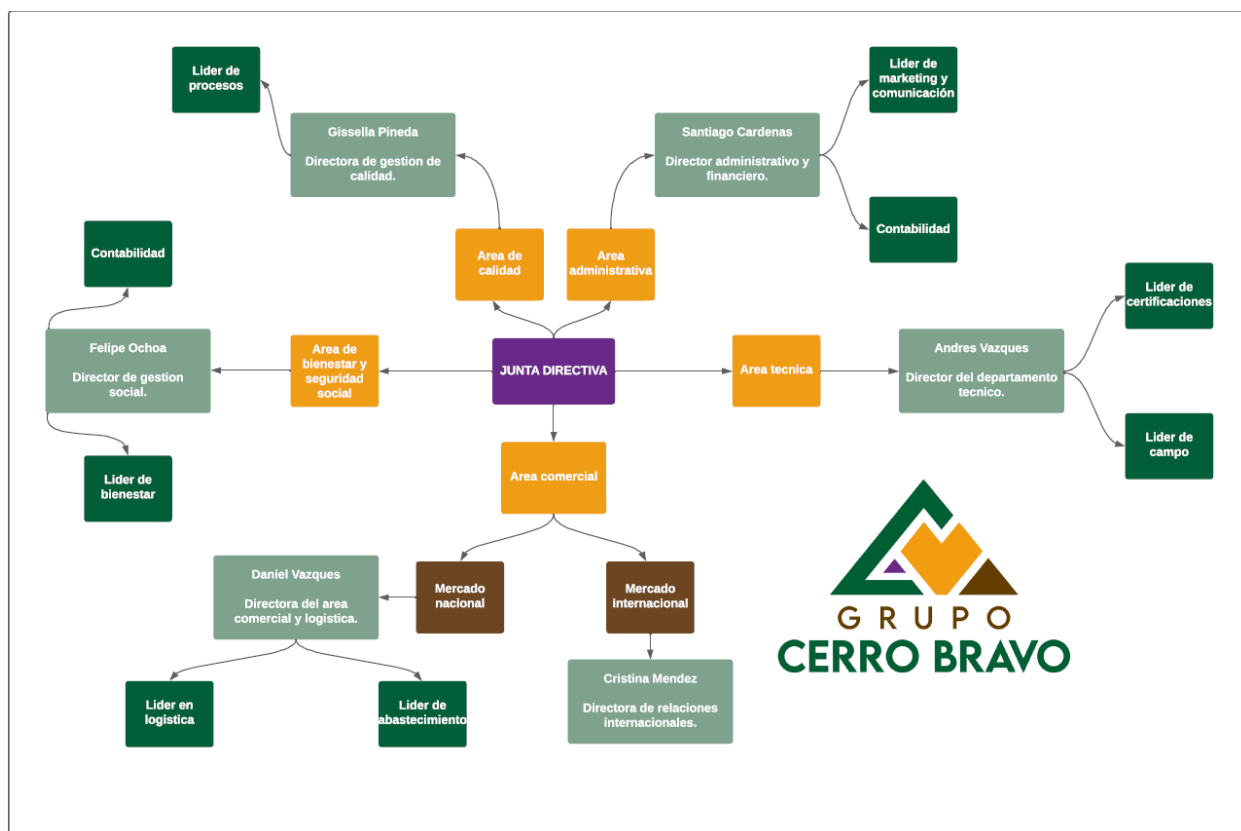 Lider de
procesos
Gissella Pineda
Directora de gestion de
calidad.
Santiago Cardenas
Director administrativo y
financiero.
Lider de
marketing y
comunicación
Contabilidad
Area de
calidad
Area
administrativa
Contabilidad
Lider de
certificaciones
Felipe Ochoa
Director de gestion
social.
Area de
bienestar y
seguridad
social
JUNTA DIRECTIVA
Area tecnica
Andres Vazques
Director del departamento
tecnico.
Lider de
bienestar
Area comercial
Lider de
campo
Daniel Vazques
Directora del area
comercial y logistica.
Mercado
nacional
Mercado
internacional
Lider en
logistica
Lider de
abastecimiento
Cristina Mendez
Directora de relaciones
internacionales.
GRUPO
CERRO BRAVO